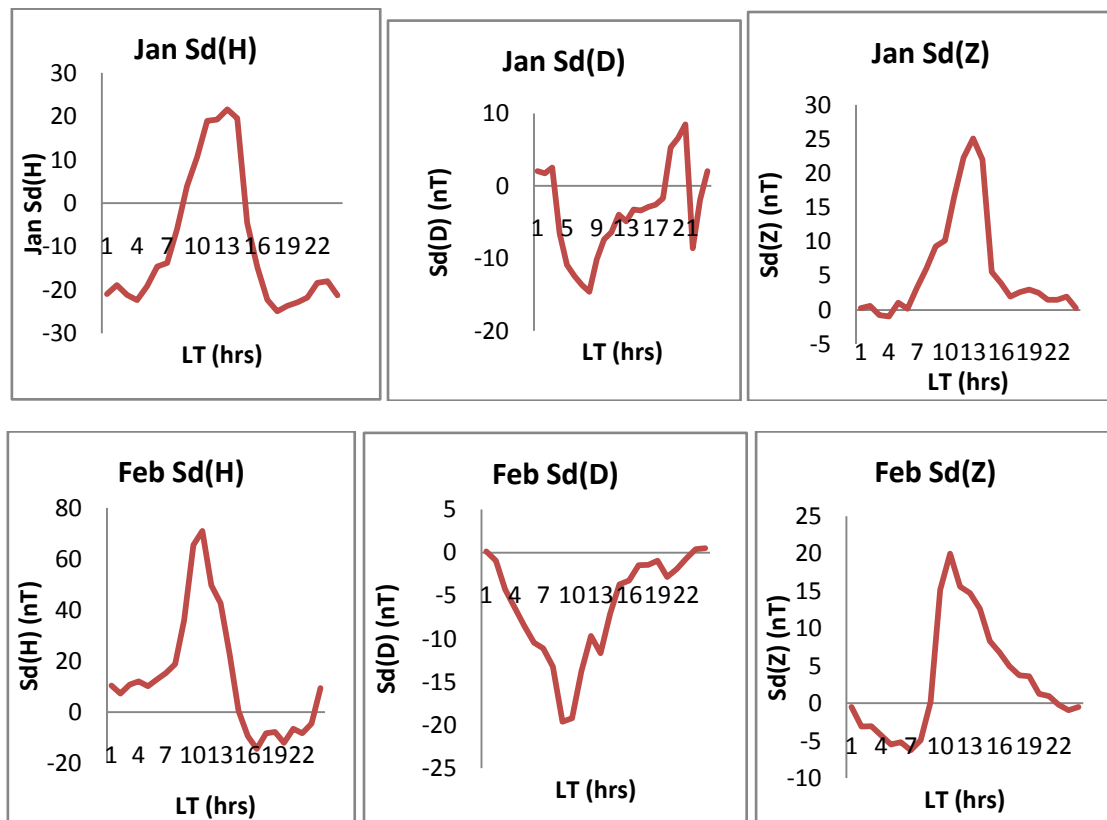 Jan Sd(H)
30
20
10
0
-10
-20
-30
Jan Sd(H)
1 4 7 10 13 16 19 22
LT (hrs)
Jan Sd(D)
10
0
-10
-20
Sd(D) (nT)
1 5 9 13 17 21
LT (hrs)
Jan Sd(Z)
30
25
20
15
10
5
0
-5
Sd(Z) (nT)
1 4 7 10 13 16 19 22
LT (hrs)
Feb Sd(H)
80
60
40
20
0
-20
Sd(H) (nT)
1 4 7 10 13 16 19 22
LT (hrs)
Feb Sd(D)
5
0
-5
-10
-15
-20
-25
Sd(D) (nT)
1 4 7 10 13 16 19 22
LT (hrs)
Feb Sd(Z)
25
20
15
10
5
0
-5
-10
Sd(Z) (nT)
1 4 7 10 13 16 19 22
LT (hrs)